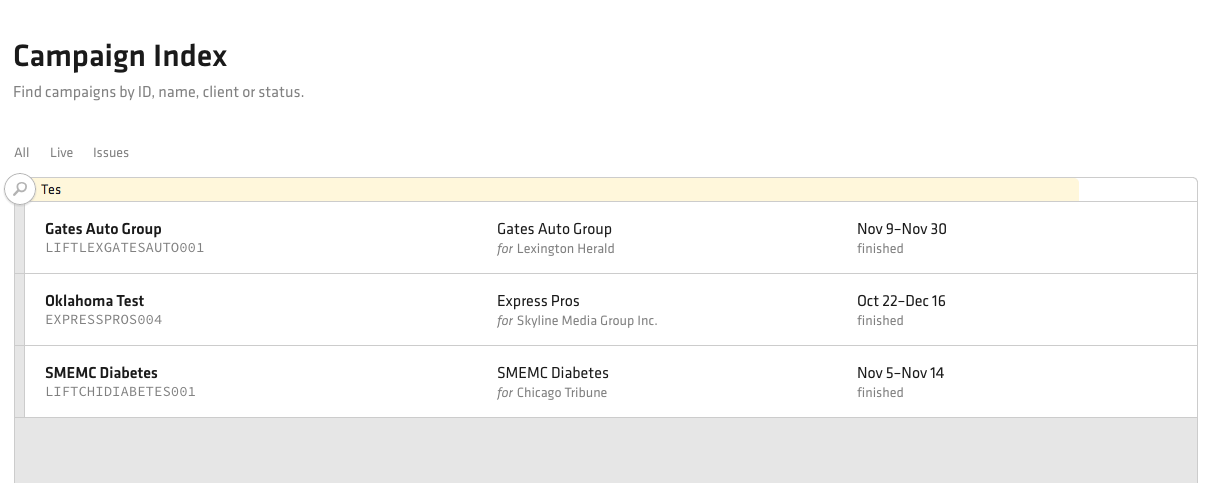 Campaign Index
Find campaigns by ID, name, client or status.
All Live Issues
Tes
Gates Auto Group Gates Auto Group Nov 9–Nov 30
LIFTLEXGATESAUTO001 for Lexington Herald finished
Oklahoma Test Express Pros Oct 22–Dec 16
EXPRESSPROS004 for Skyline Media Group Inc. finished
SMEMC Diabetes SMEMC Diabetes Nov 5–Nov 14
LIFTCHIDIABETES001 for Chicago Tribune finished